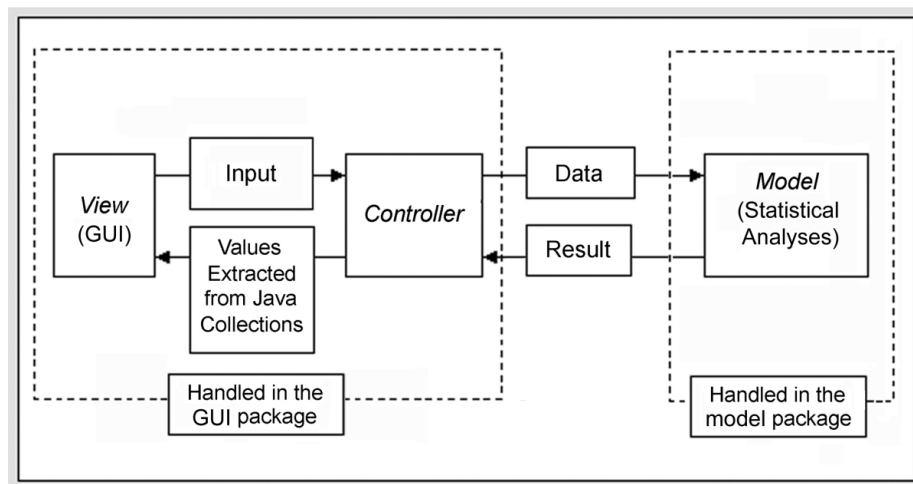 Input
View
(GUI)
Values
Extracted
from Java
Collections
Controller
Data
Result
Model
(Statistical
Analyses)
Handled in the
GUI package
Handled in the
model package